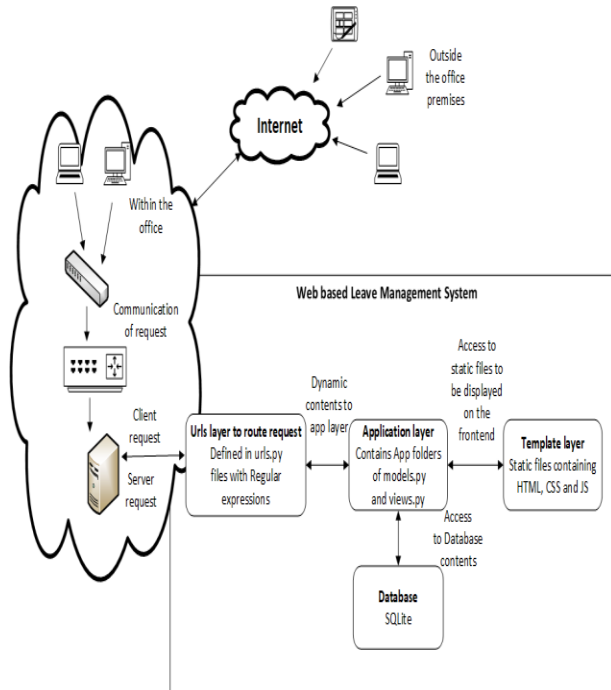 Outside
the office
premises
Internet
Within the
office
Web based Leave Management System
Communication
of request
Access to
static files to
be displayed
on the
frontend
Dynamic
contents to
app layer
Client
request
Server
request
Urls layer to route request
Defined in urls.py
files with Regular
expressions
Application layer
Contains App folders
of models.py
and views.py
Template layer
Static files containing
HTML, CSS and JS
Access
to Database
contents
Database
SQLite